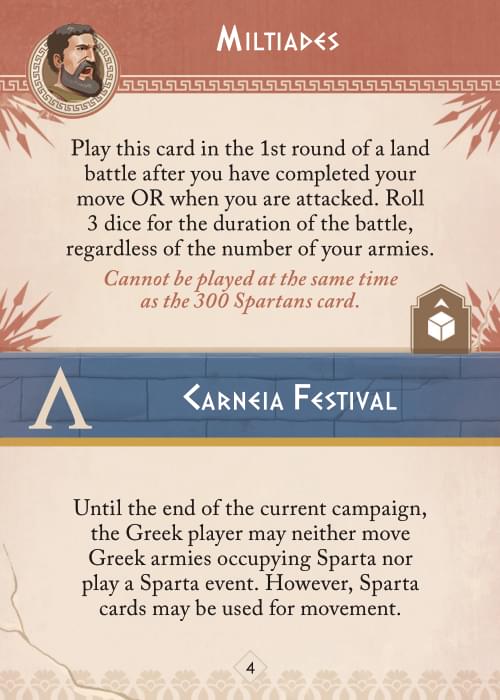 Miltiades
Play this card in the 1st round of a land
battle after you have completed your
move OR when you are attacked. Roll
3 dice for the duration of the battle,
regardless of the number of your armies.
Cannot be played at the same time
as the 300 Spartans card.
Λ
Carneia Festival
Until the end of the current campaign,
the Greek player may neither move
Greek armies occupying Sparta nor
play a Sparta event. However, Sparta
cards may be used for movement.
4